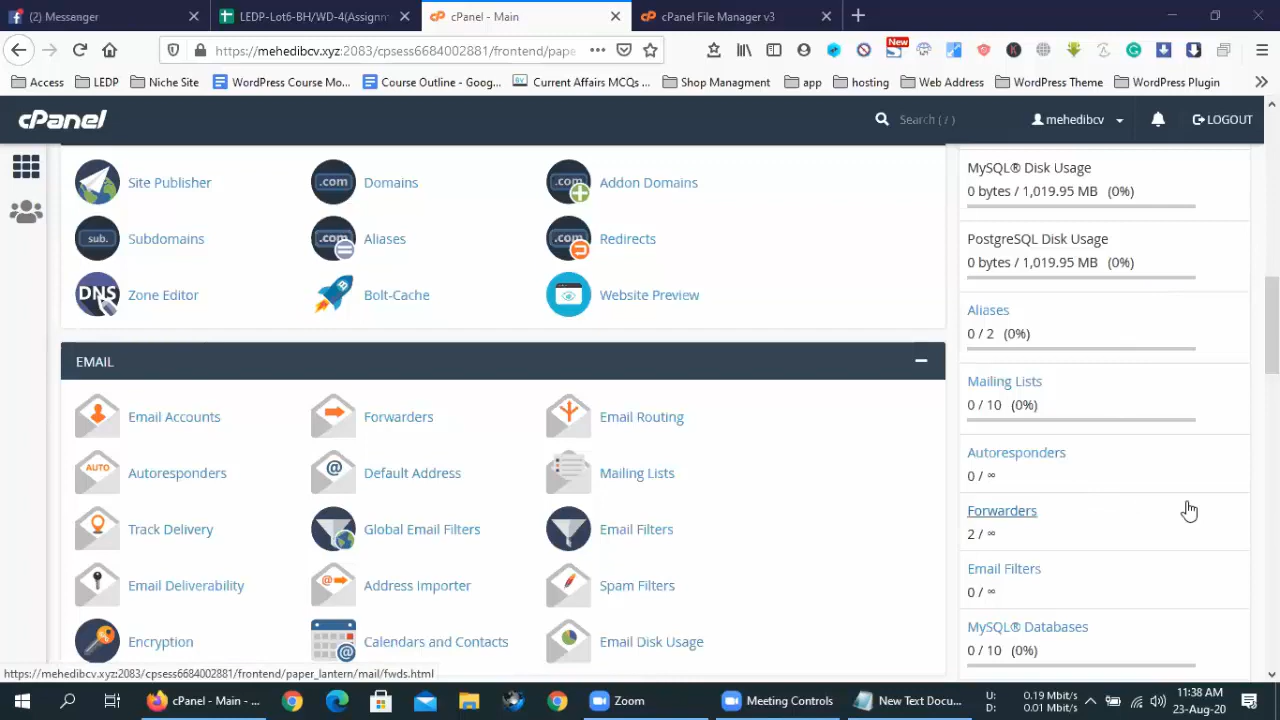 (2) Messenger
LEDP-Lot6-BH/WD-4(Assignm
cPanel - Main
cPanel File Manager v3
https://mehedibcv.xyz:2083/cpsess6684002881/frontend/pape
New
Access
LEDP
Niche Site
WordPress Course Mo...
Course Outline - Goog...
Current Affairs MCQs ...
Shop Managment
app
hosting
Web Address
WordPress Theme
WordPress Plugin
cPanel
Search ( / )
mehedibcv
LOGOUT
Site Publisher
.com
Domains
.com
Addon Domains
sub.
Subdomains
.com
Aliases
.com
Redirects
DNS
Zone Editor
Bolt-Cache
Website Preview
EMAIL
Email Accounts
Forwarders
Email Routing
AUTO
Autoresponders
@
Default Address
Mailing Lists
Track Delivery
Global Email Filters
Email Filters
Email Deliverability
@
Address Importer
Spam Filters
Encryption
@
Calendars and Contacts
Email Disk Usage
MySQL® Disk Usage
0 bytes / 1,019.95 MB (0%)
PostgreSQL Disk Usage
0 bytes / 1,019.95 MB (0%)
Aliases
0 / 2 (0%)
Mailing Lists
0 / 10 (0%)
Autoresponders
0 / ∞
Forwarders
2 / ∞
Email Filters
0 / ∞
MySQL® Databases
0 / 10 (0%)
https://mehedibcv.xyz:2083/cpsess6684002881/frontend/paper_lantern/mail/fwds.html
cPanel - Main - ...
Zoom
Meeting Controls
New Text Docu...
U: 0.19 Mbit/s
D: 0.01 Mbit/s
11:38 AM
23-Aug-20